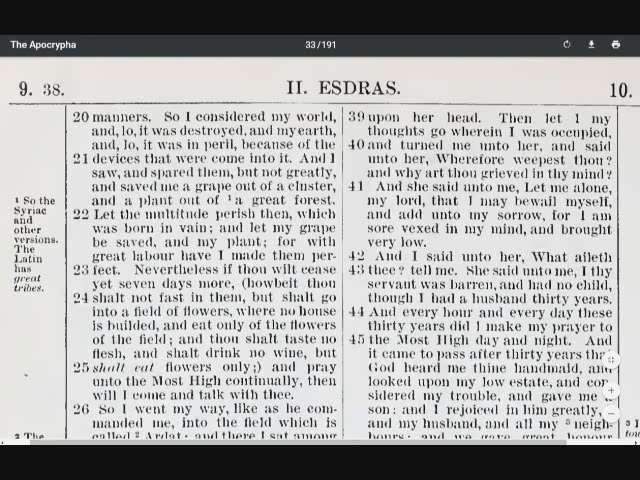 The Apocrypha
33 / 191
9. 38.
II. ESDRAS.
10.
20 manners. So I considered my world,
and, lo, it was destroyed, and my earth,
and, lo, it was in peril, because of the
21 devices that were come into it. And I
saw, and spared them, but not greatly,
and saved me a grape out of a cluster,
and a plant out of ¹ a great forest.
22 Let the multitude perish then, which
was born in vain; and let my grape
be saved, and my plant; for with
great labour have I made them per-
23 fect. Nevertheless if thou wilt cease
yet seven days more, (howbeit thou
24 shalt not fast in them, but shalt go
into a field of flowers, where no house
is builded, and eat only of the flowers
of the field; and thou shalt taste no
flesh, and shalt drink no wine, but
25 shalt eat flowers only;) and pray
unto the Most High continually, then
will I come and talk with thee.
26 So I went my way, like as he com-
manded me, into the field which is
called ² Ardat; and there I sat among
1 So the
Syriac
and
other
versions.
The
Latin
has
great
tribes.
2 The
39 upon her head. Then let I my
thoughts go wherein I was occupied,
40 and turned me unto her, and said
unto her, Wherefore weepest thou?
and why art thou grieved in thy mind?
41 And she said unto me, Let me alone,
my lord, that I may bewail myself,
and add unto my sorrow, for I am
sore vexed in my mind, and brought
very low.
42 And I said unto her, What aileth
43 thee? tell me. She said unto me, I thy
servant was barren, and had no child,
though I had a husband thirty years.
44 And every hour and every day these
thirty years did I make my prayer to
45 the Most High day and night. And
it came to pass after thirty years that
God heard me thine handmaid, and
looked upon my low estate, and con-
sidered my trouble, and gave me a
son: and I rejoiced in him greatly,
and my husband, and all my ³ neigh-
bours: and we gave great honour